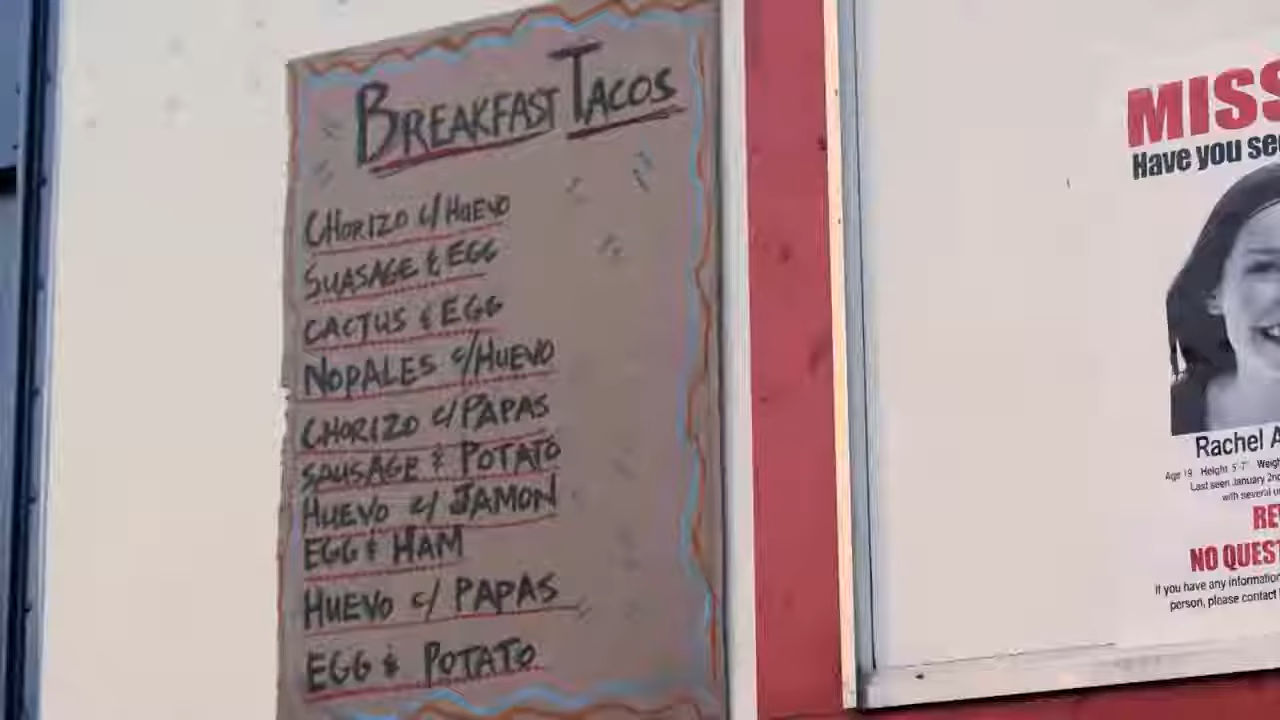 BREAKFAST TACOS
CHORIZO c/HUEVO
SUASAGE & EGG
CACTUS & EGG
NOPALES c/HUEVO
CHORIZO c/PAPAS
SAUSAGE & POTATO
HUEVO c/ JAMON
EGG & HAM
HUEVO c/ PAPAS
EGG & POTATO
MISS
Have you se
Rachel A
Age 19 Height 5'7" Weigh
Last seen January 2nd
with several
RE
NO QUEST
If you have any information
person, please contact